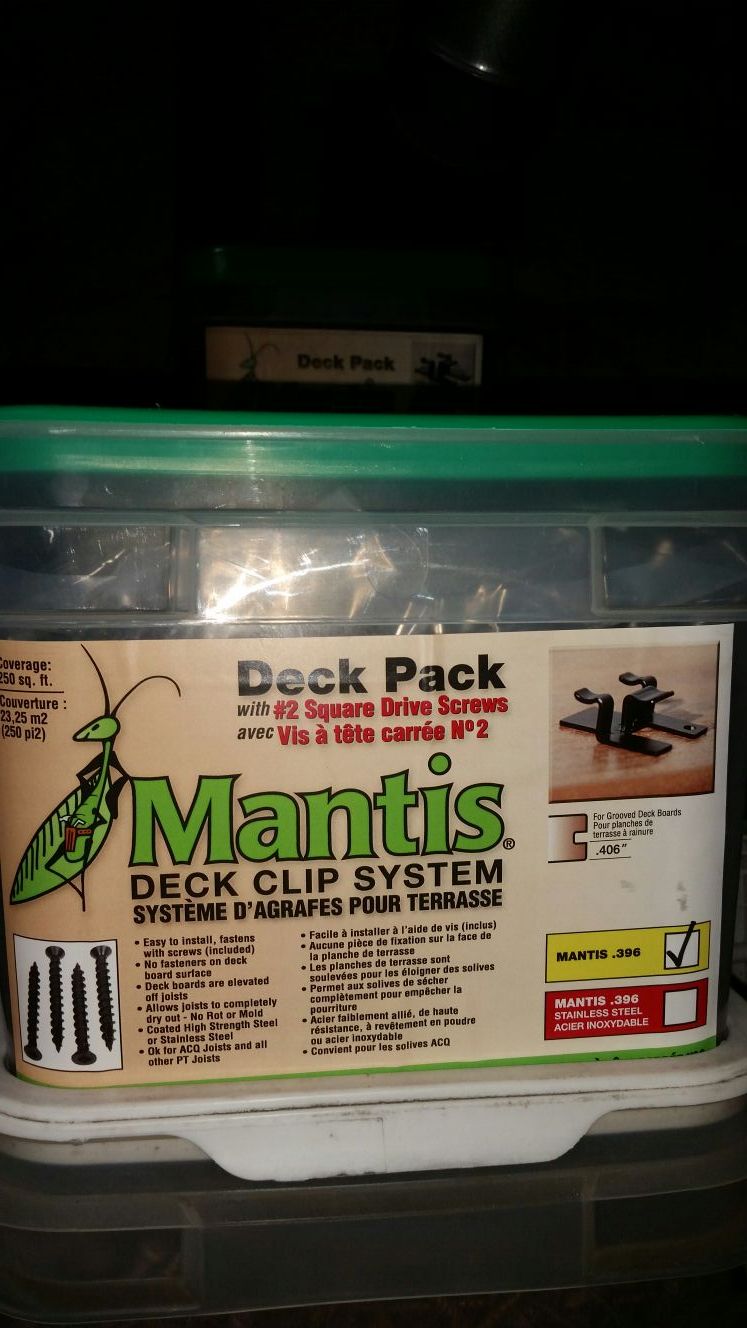 Deck Pack
Coverage:
250 sq. ft.
Couverture :
23,25 m2
(250 pi2)
Deck Pack
with #2 Square Drive Screws
avec Vis à tête carrée Nº2
Mantis®
DECK CLIP SYSTEM
SYSTÈME D'AGRAFES POUR TERRASSE
• Easy to install, fastens
with screws (included)
• No fasteners on deck
board surface
• Deck boards are elevated
off joists
• Allows joists to completely
dry out - No Rot or Mold
• Coated High Strength Steel
or Stainless Steel
• Ok for ACQ Joists and all
other PT Joists
• Facile à installer à l'aide de vis (inclus)
• Aucune pièce de fixation sur la face de
la planche de terrasse
• Les planches de terrasse sont
soulevées pour les éloigner des solives
• Permet aux solives de sécher
complètement pour empêcher la
pourriture
• Acier faiblement allié, de haute
résistance, à revêtement en poudre
ou acier inoxydable
• Convient pour les solives ACQ
For Grooved Deck Boards
Pour planches de
terrasse à rainure
.406"
MANTIS .396
MANTIS .396
STAINLESS STEEL
ACIER INOXYDABLE